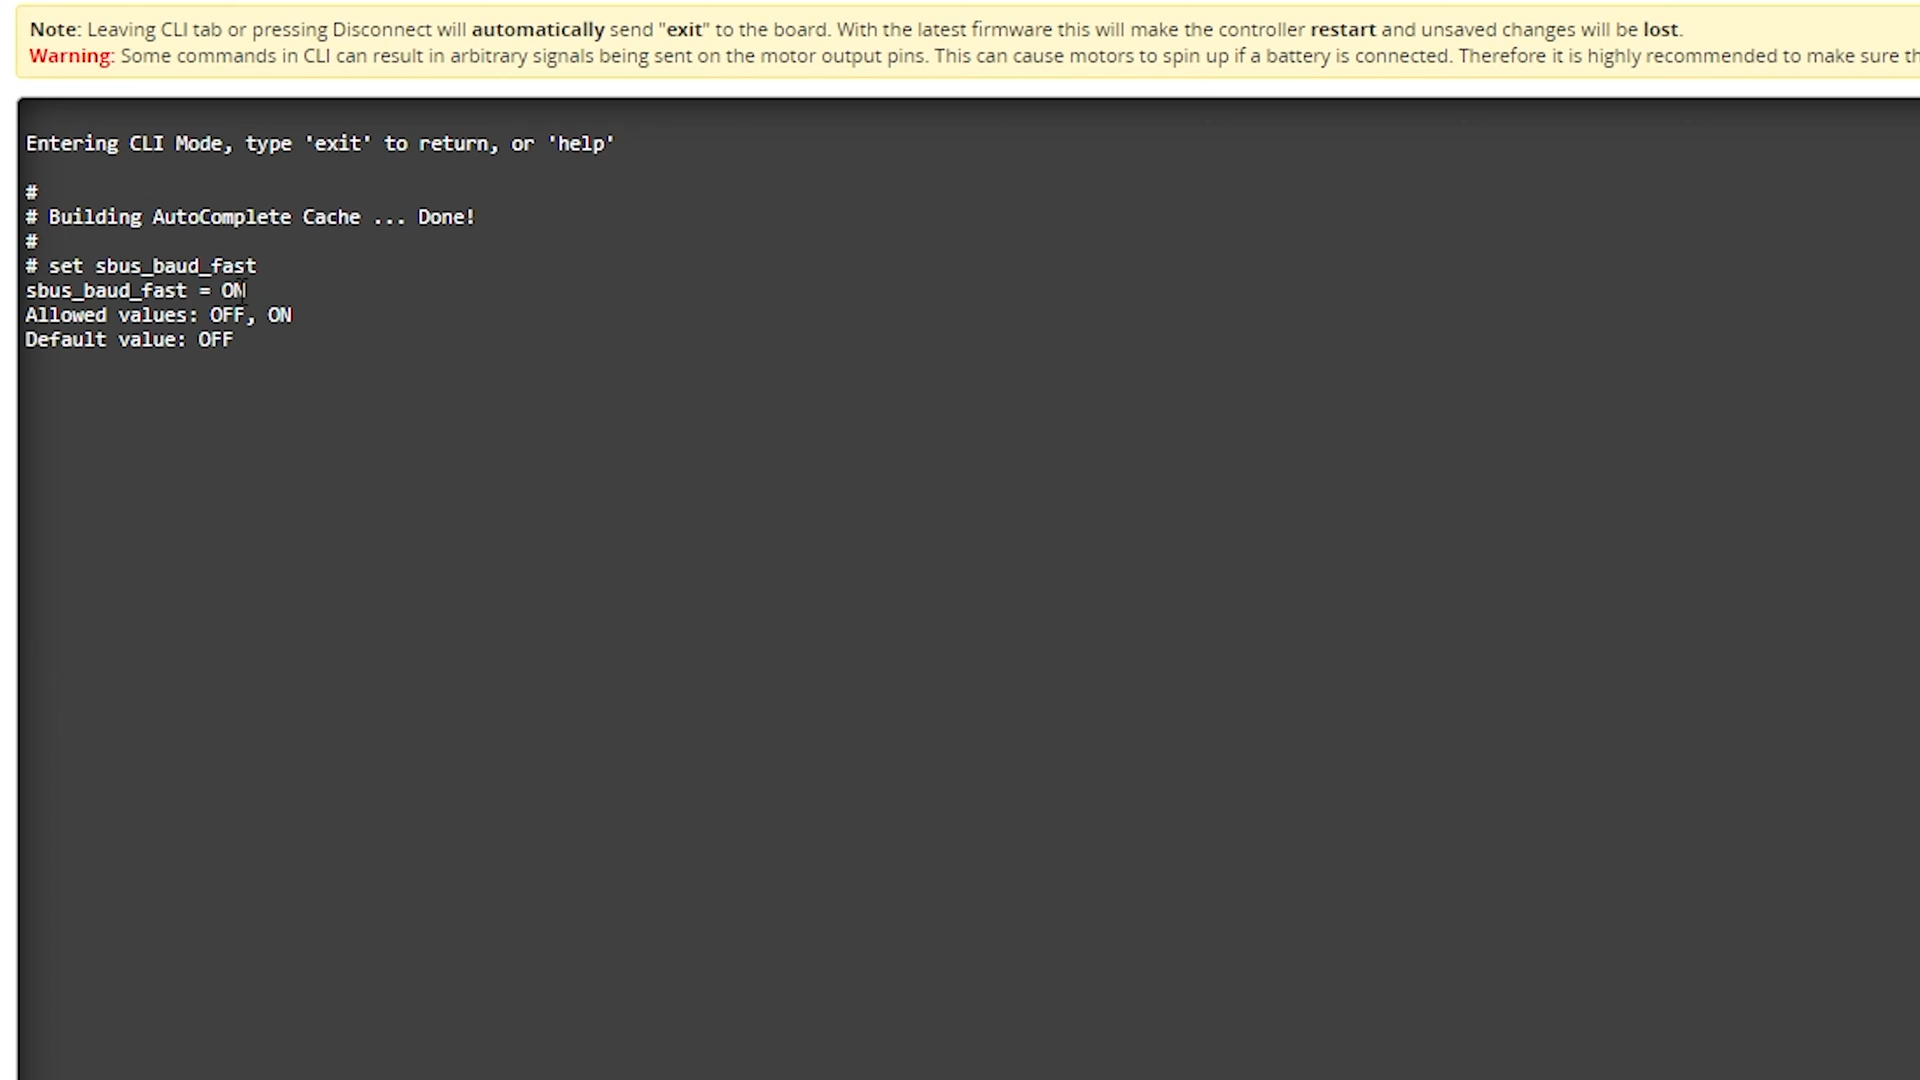 Note: Leaving CLI tab or pressing Disconnect will automatically send "exit" to the board. With the latest firmware this will make the controller restart and unsaved changes will be lost.
Warning: Some commands in CLI can result in arbitrary signals being sent on the motor output pins. This can cause motors to spin up if a battery is connected. Therefore it is highly recommended to make sure
Entering CLI Mode, type 'exit' to return, or 'help'
#
# Building AutoComplete Cache ... Done!
#
# set sbus_baud_fast
sbus_baud_fast = ON
Allowed values: OFF, ON
Default value: OFF